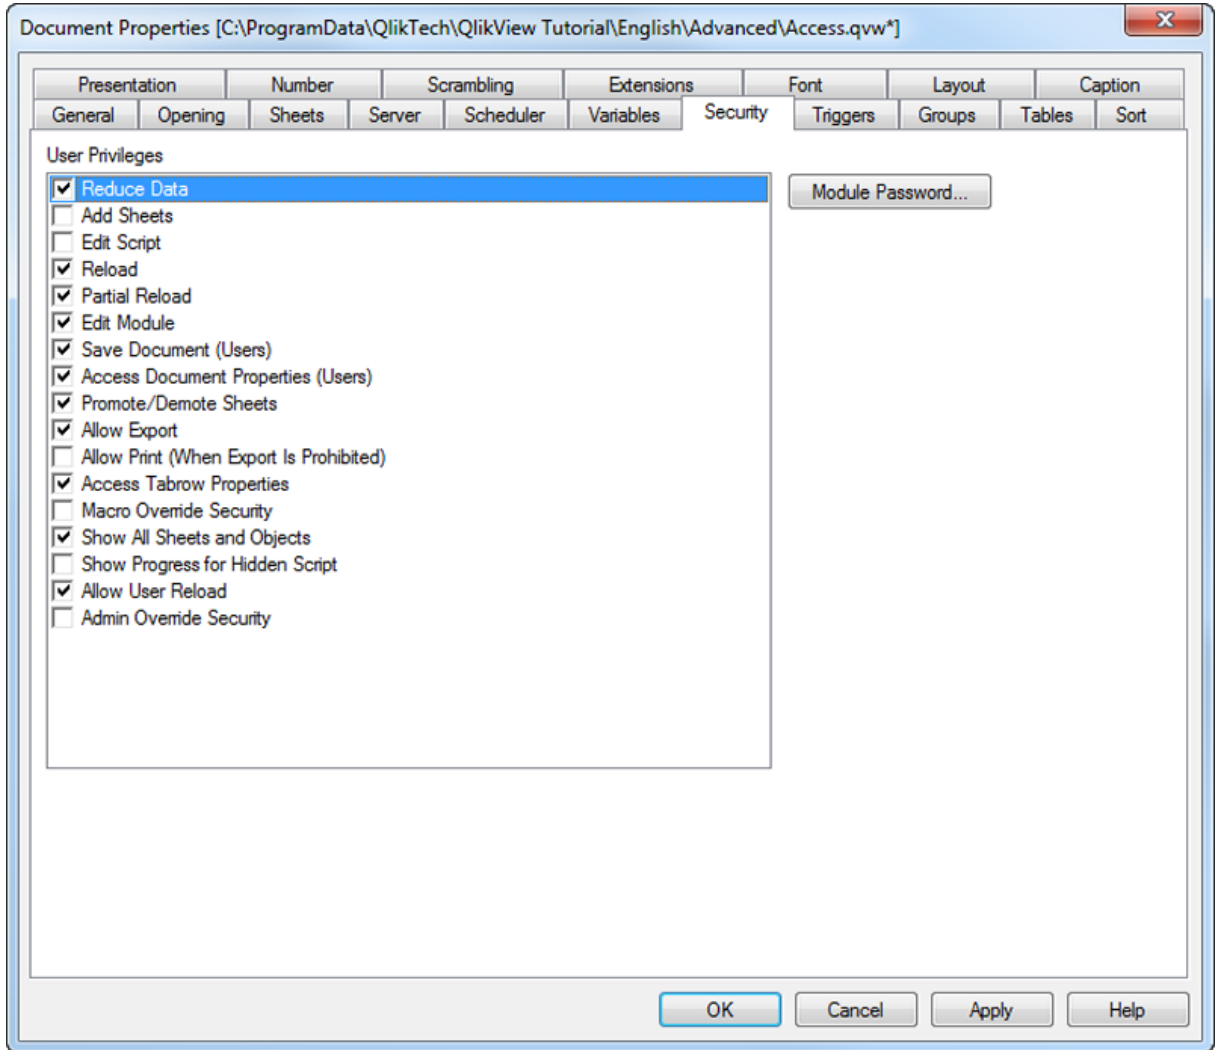 Document Properties [C:\ProgramData\QlikTech\QlikView Tutorial\English\Advanced\Access.qvw*]
Presentation Number Scrambling Extensions Font Layout Caption
General Opening Sheets Server Scheduler Variables Security Triggers Groups Tables Sort
User Privileges
Reduce Data
Module Password...
Add Sheets
Edit Script
Reload
Partial Reload
Edit Module
Save Document (Users)
Access Document Properties (Users)
Promote/Demote Sheets
Allow Export
Allow Print (When Export Is Prohibited)
Access Tabrow Properties
Macro Override Security
Show All Sheets and Objects
Show Progress for Hidden Script
Allow User Reload
Admin Override Security
OK Cancel Apply Help